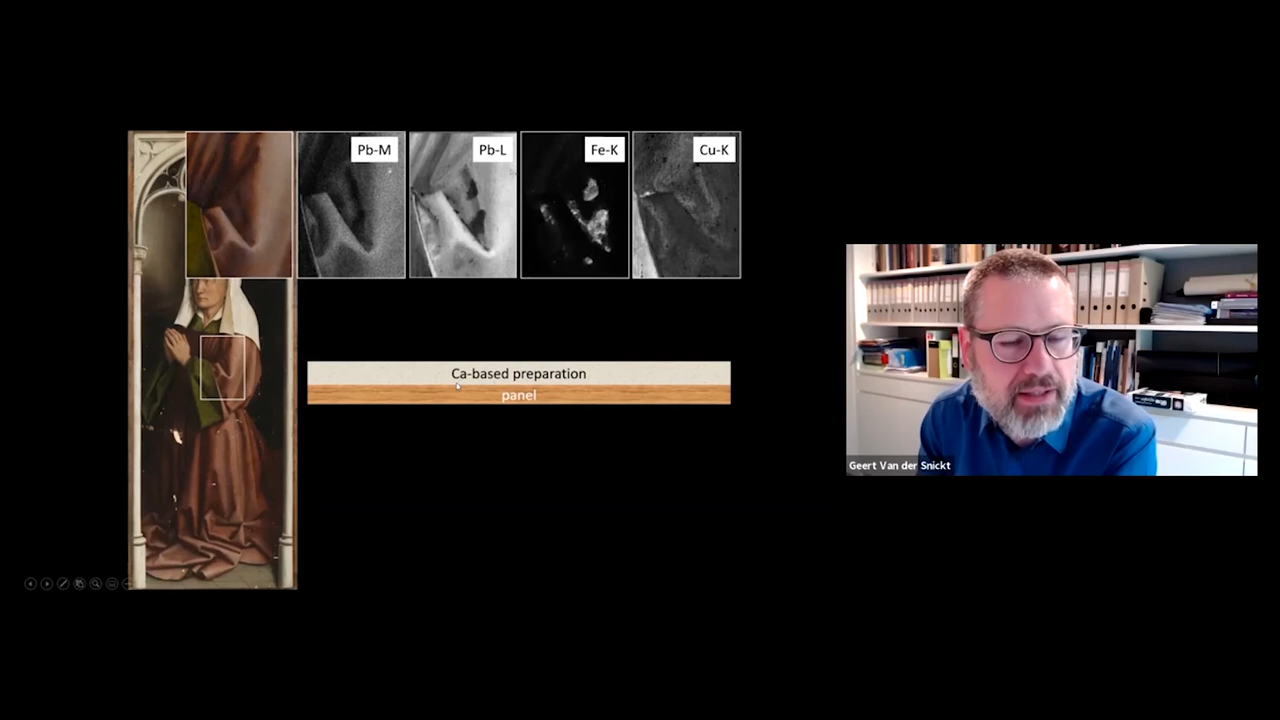 Pb-M
Pb-L
Fe-K
Cu-K
Ca-based preparation
panel
Geert Van der Snickt